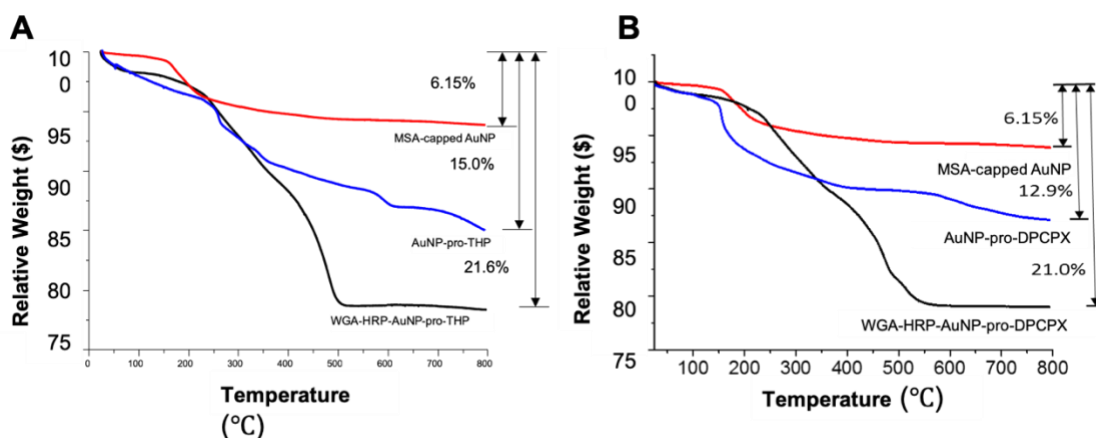 A
Relative Weight ($)
10
0
95
90
85
80
75
6.15%
MSA-capped AuNP
15.0%
AuNP-pro-THP
21.6%
WGA-HRP-AuNP-pro-THP
0 100 200 300 400 500 600 700 800
Temperature
(°C)
B
Relative Weight ($)
10
0
95
90
85
80
75
6.15%
MSA-capped AuNP
12.9%
AuNP-pro-DPCPX
21.0%
WGA-HRP-AuNP-pro-DPCPX
100 200 300 400 500 600 700 800
Temperature (°C)